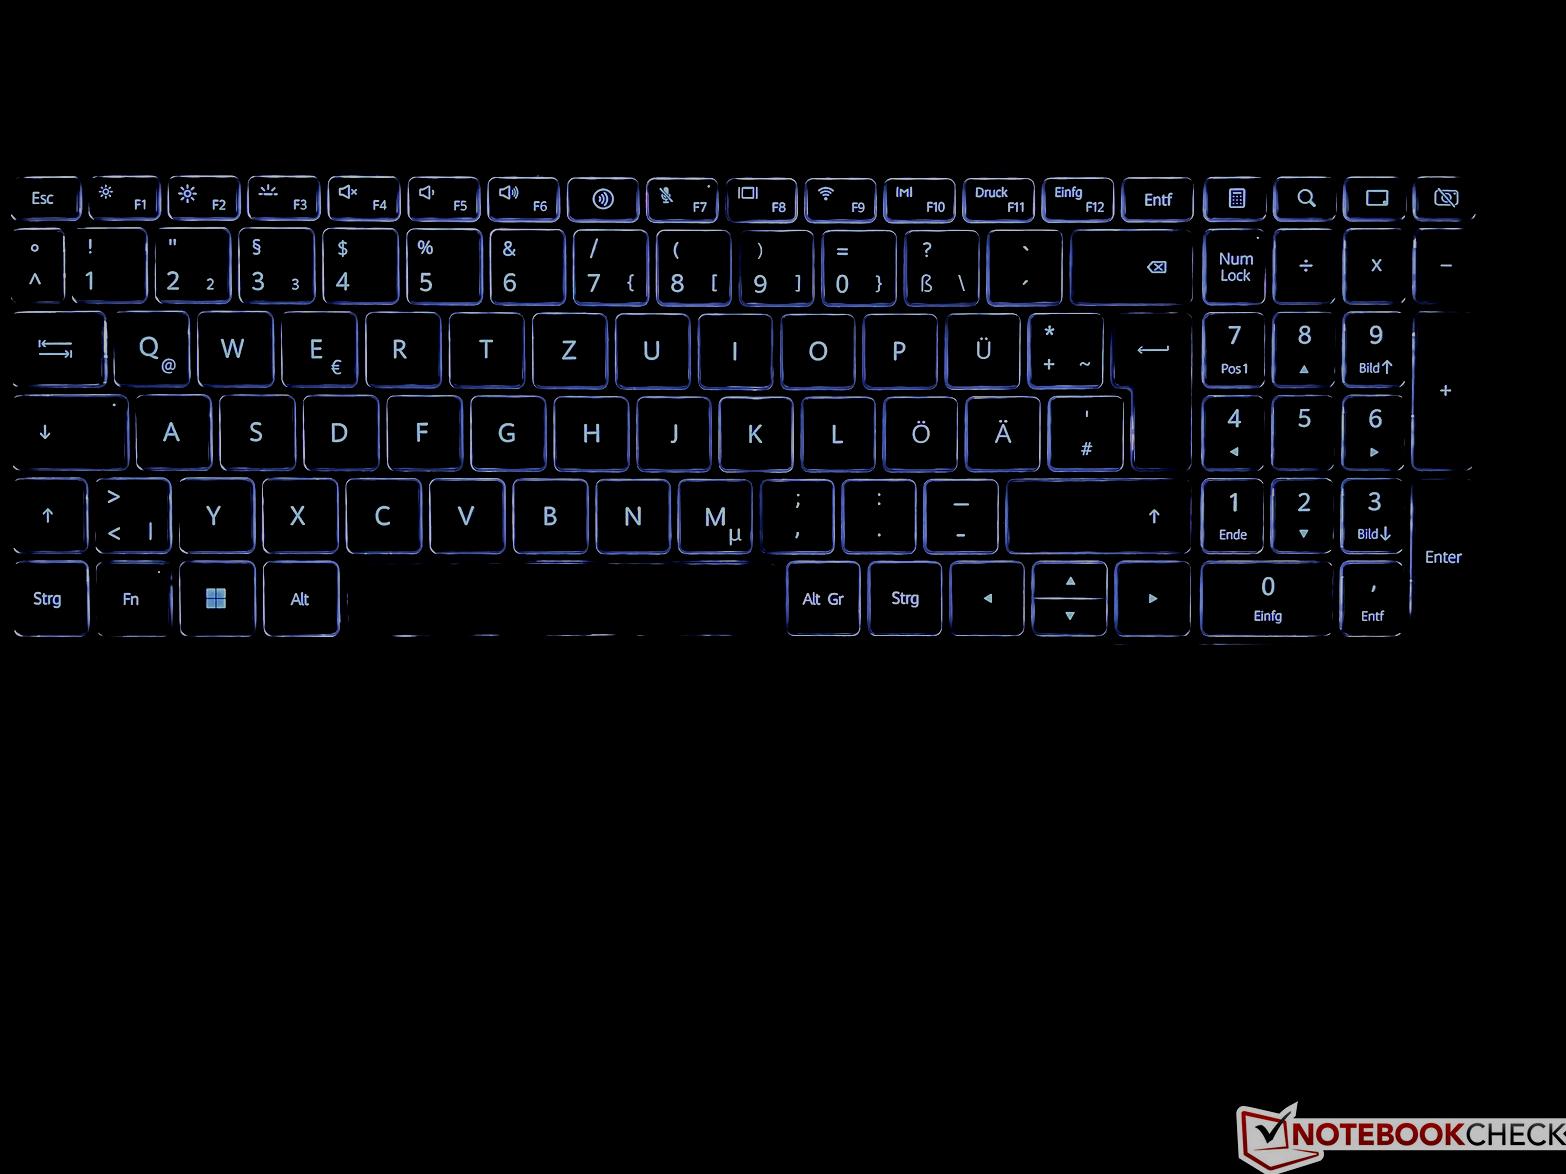 Esc F1 F2 F3 F4 F5 F6 F7 F8 F9 F10 Druck F11 Einfg F12 Entf
° ! " § $ % & / ( ) = ? `
^ 1 2 2 3 3 4 5 6 7 { 8 [ 9 ] 0 } ß \ ´ Num Lock ÷ x -
Q @ W E € R T Z U I O P Ü * + ~ 7 Pos1 8 9 Bild↑
A S D F G H J K L Ö Ä ' # 4 5 6 +
↑ > < | Y X C V B N M µ ; , : . _ - ↑ 1 Ende 2 3 Bild↓
Strg Fn Alt Alt Gr Strg 0 Einfg , Entf Enter
NOTEBOOKCHECK